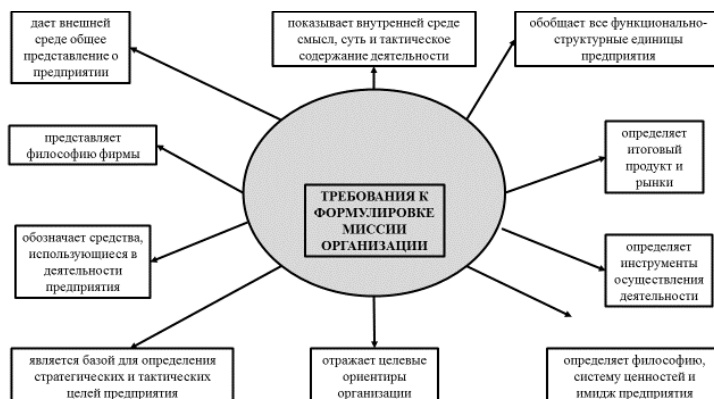 дает внешней
среде общее
представление о
предприятии
показывает внутренней среде
смысл, суть и тактическое
содержание деятельности
обобщает все функционально-
структурные единицы
предприятия
представляет
философию фирмы
определяет
итоговый
продукт и
рынки
ТРЕБОВАНИЯ К
ФОРМУЛИРОВКЕ
МИССИИ
ОРГАНИЗАЦИИ
обозначает средства,
использующиеся в
деятельности
предприятия
определяет
инструменты
осуществления
деятельности
является базой для определения
стратегических и тактических
целей предприятия
отражает целевые
ориентиры
организации
определяет философию,
систему ценностей и
имидж предприятия